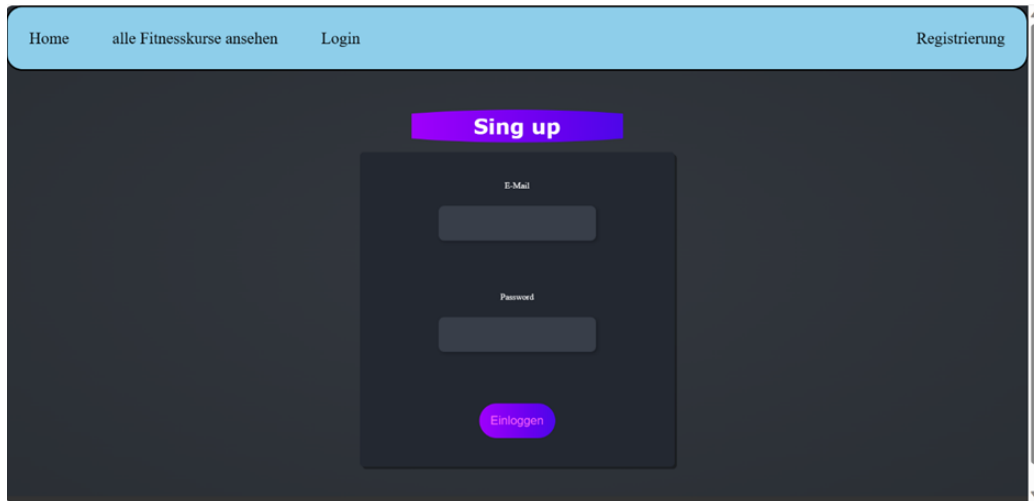 Home alle Fitnesskurse ansehen Login Registrierung
Sing up
E-Mail
Password
Einloggen